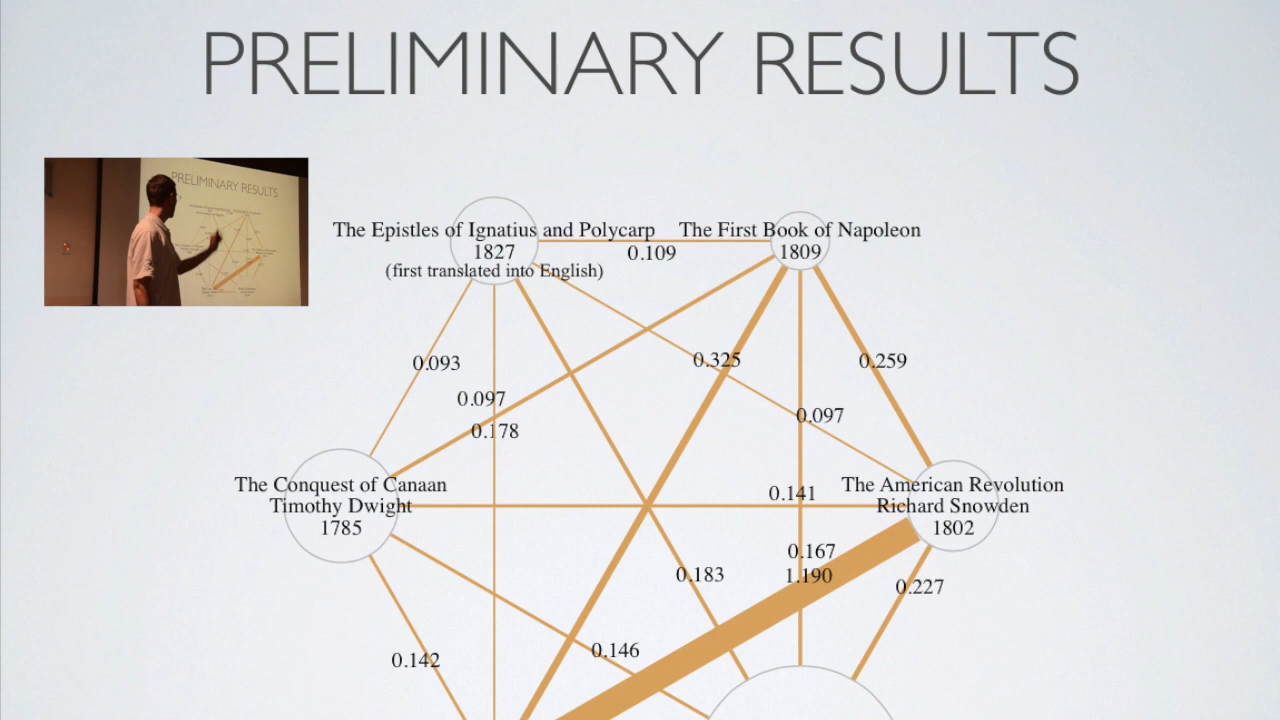 PRELIMINARY RESULTS
PRELIMINARY RESULTS
The Epistles of Ignatius and Polycarp
1827
(first translated into English)
The First Book of Napoleon
1809
0.109
0.093
0.325
0.259
0.097
0.097
0.178
The Conquest of Canaan
Timothy Dwight
1785
0.141
The American Revolution
Richard Snowden
1802
0.167
0.183
1.190
0.227
0.146
0.142